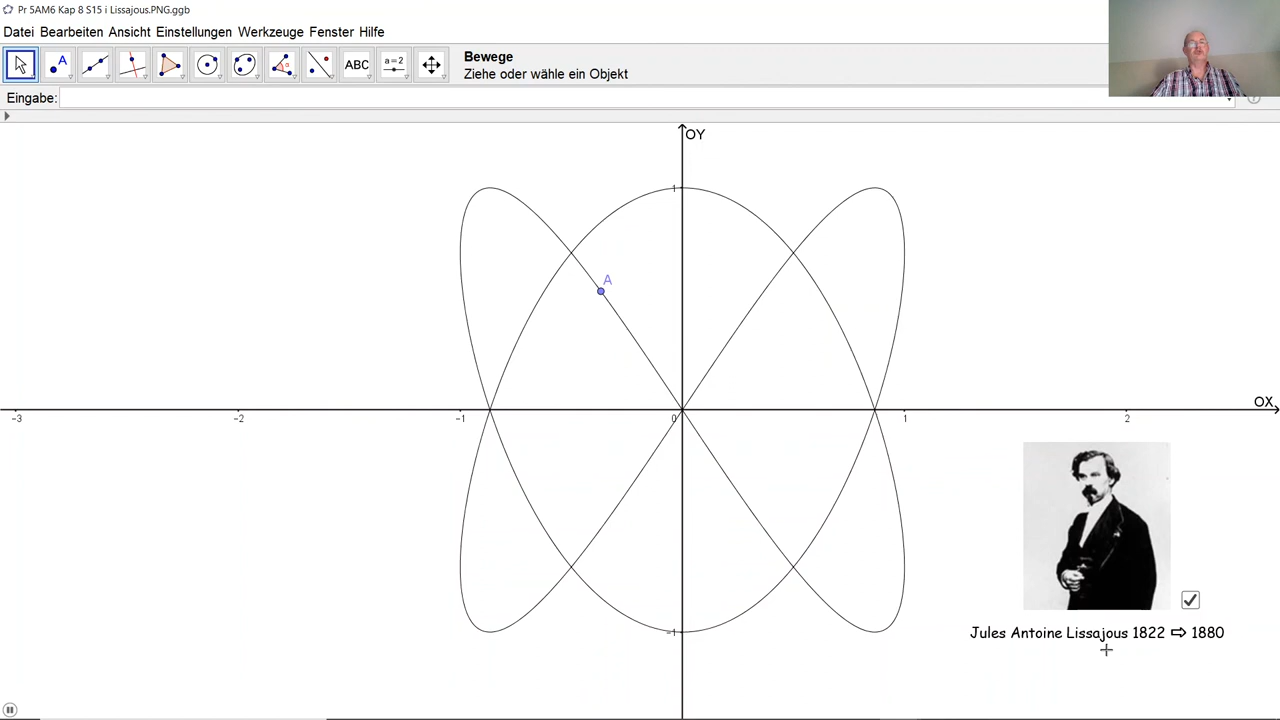 Pr 5AM6 Kap 8 S15 i Lissajous.PNG.ggb
Datei Bearbeiten Ansicht Einstellungen Werkzeuge Fenster Hilfe
A
ABC
a=2
Bewege
Ziehe oder wähle ein Objekt
Eingabe:
OY
1
A
OX
-3 -2 -1 0 1 2
-1
Jules Antoine Lissajous 1822 ⇨ 1880